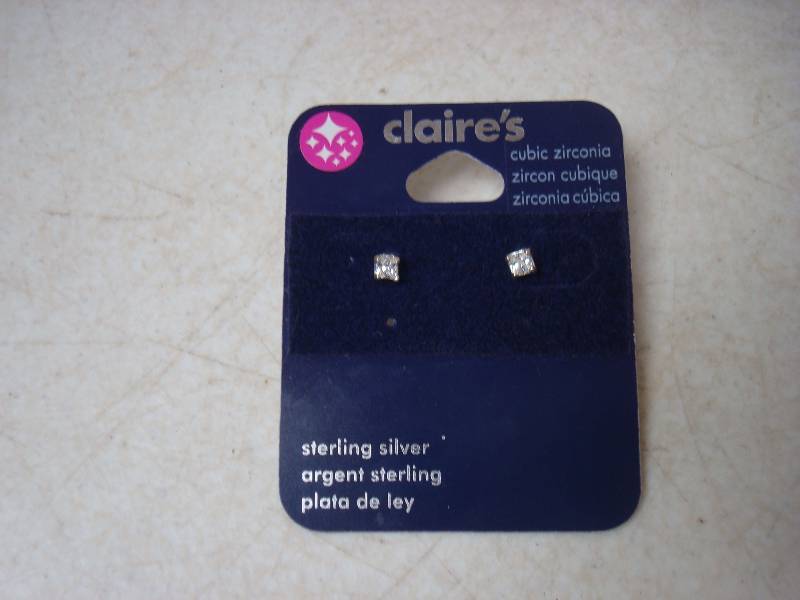 claire's
cubic zirconia
zircon cubique
zirconia cúbica
sterling silver
argent sterling
plata de ley